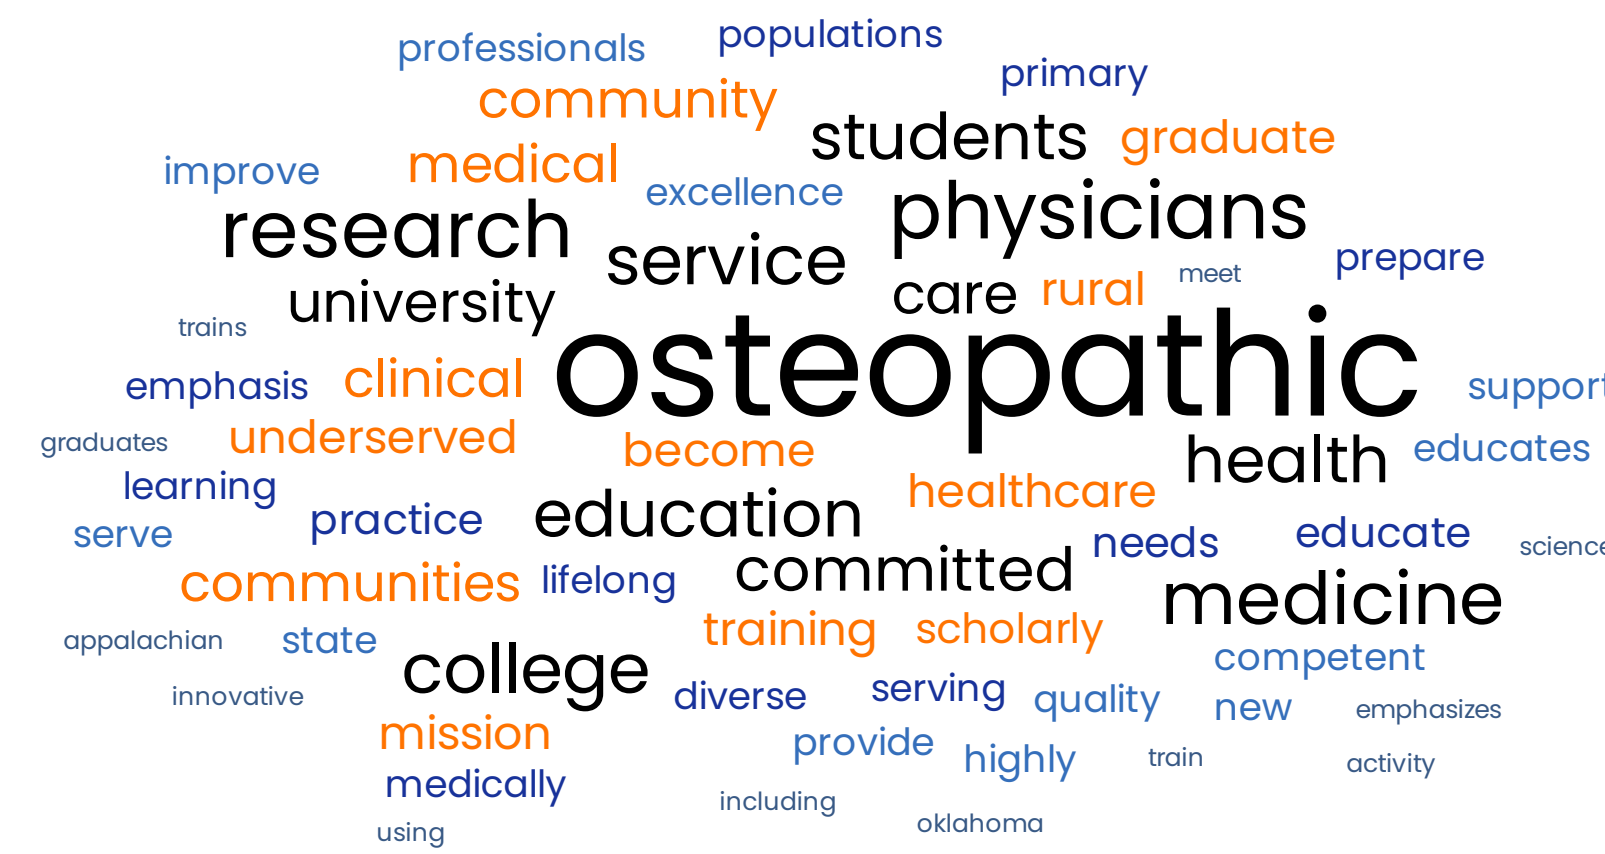 populations
professionals
primary
community
students
graduate
medical
improve
excellence
physicians
research
service
prepare
meet
care
rural
university
trains
osteopathic
clinical
emphasis
support
underserved
graduates
become
health
educates
learning
healthcare
education
practice
serve
needs
educate
science
committed
communities
lifelong
medicine
training
scholarly
appalachian
state
college
competent
innovative
diverse
serving
quality
new
emphasizes
mission
provide
highly
train
activity
medically
including
oklahoma
using